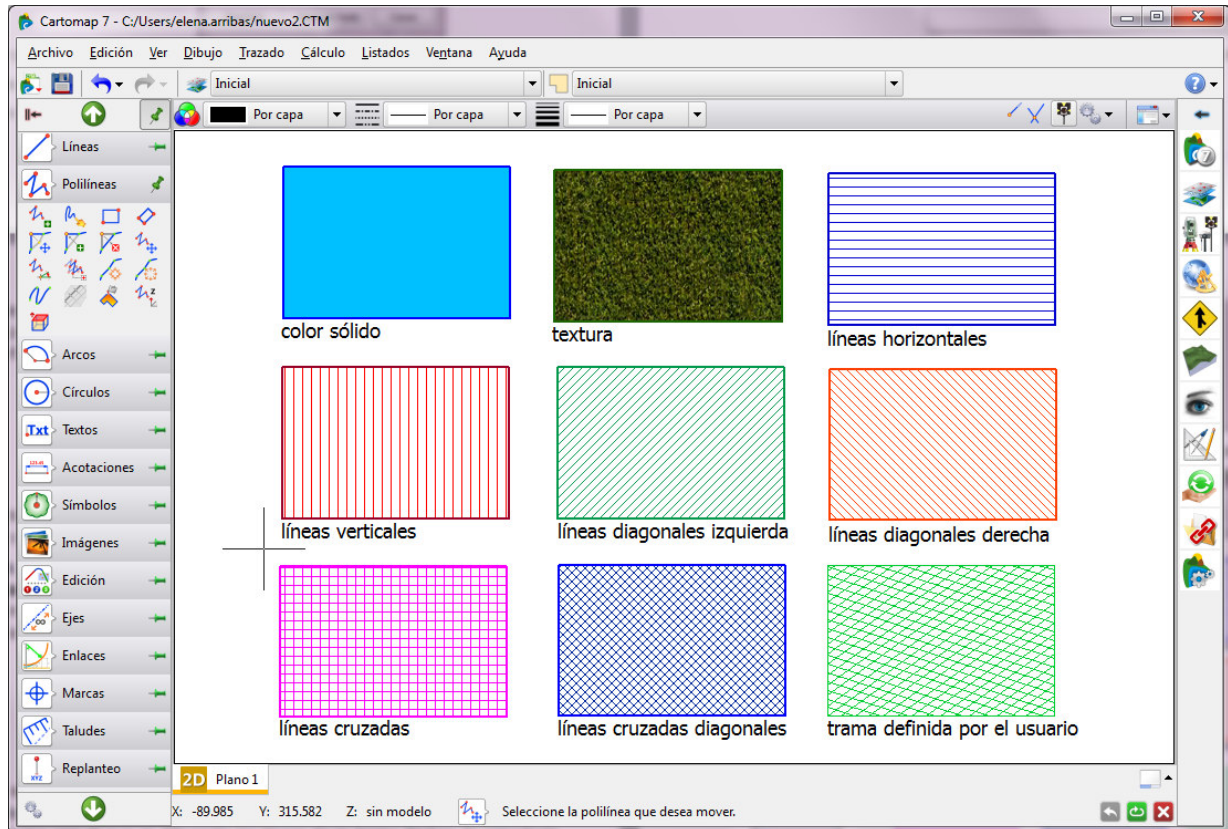 Cartomap 7 - C:/Users/elena.arribas/nuevo2.CTM
Archivo Edición Ver Dibujo Trazado Cálculo Listados Ventana Ayuda
Inicial Inicial
Por capa Por capa Por capa
Líneas
Polilíneas
Arcos
Círculos
Txt Textos
Acotaciones
Símbolos
Imágenes
Edición
Ejes
Enlaces
Marcas
Taludes
XYZ Replanteo
color sólido
textura
líneas horizontales
líneas verticales
líneas diagonales izquierda
líneas diagonales derecha
líneas cruzadas
líneas cruzadas diagonales
trama definida por el usuario
2D Plano 1
X: -89.985 Y: 315.582 Z: sin modelo Seleccione la polilínea que desea mover.